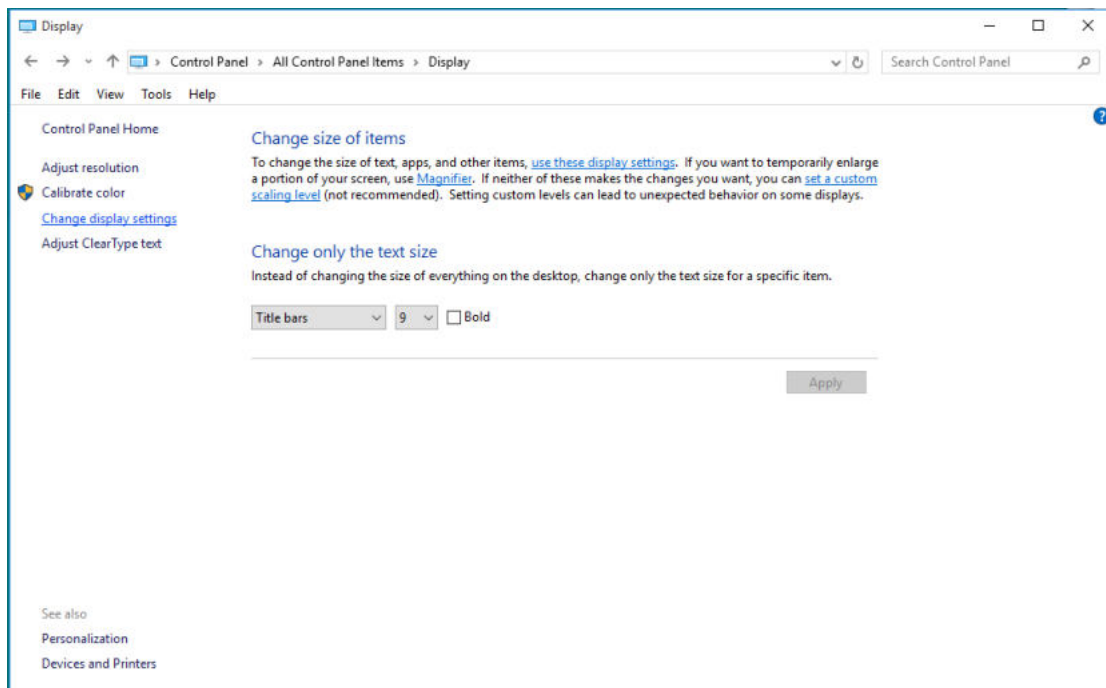 Display
Control Panel > All Control Panel Items > Display
Search Control Panel
File Edit View Tools Help
Control Panel Home
Adjust resolution
Calibrate color
Change display settings
Adjust ClearType text
Change size of items
To change the size of text, apps, and other items, use these display settings. If you want to temporarily enlarge
a portion of your screen, use Magnifier. If neither of these makes the changes you want, you can set a custom
scaling level (not recommended). Setting custom levels can lead to unexpected behavior on some displays.
Change only the text size
Instead of changing the size of everything on the desktop, change only the text size for a specific item.
Title bars 9 Bold
Apply
See also
Personalization
Devices and Printers